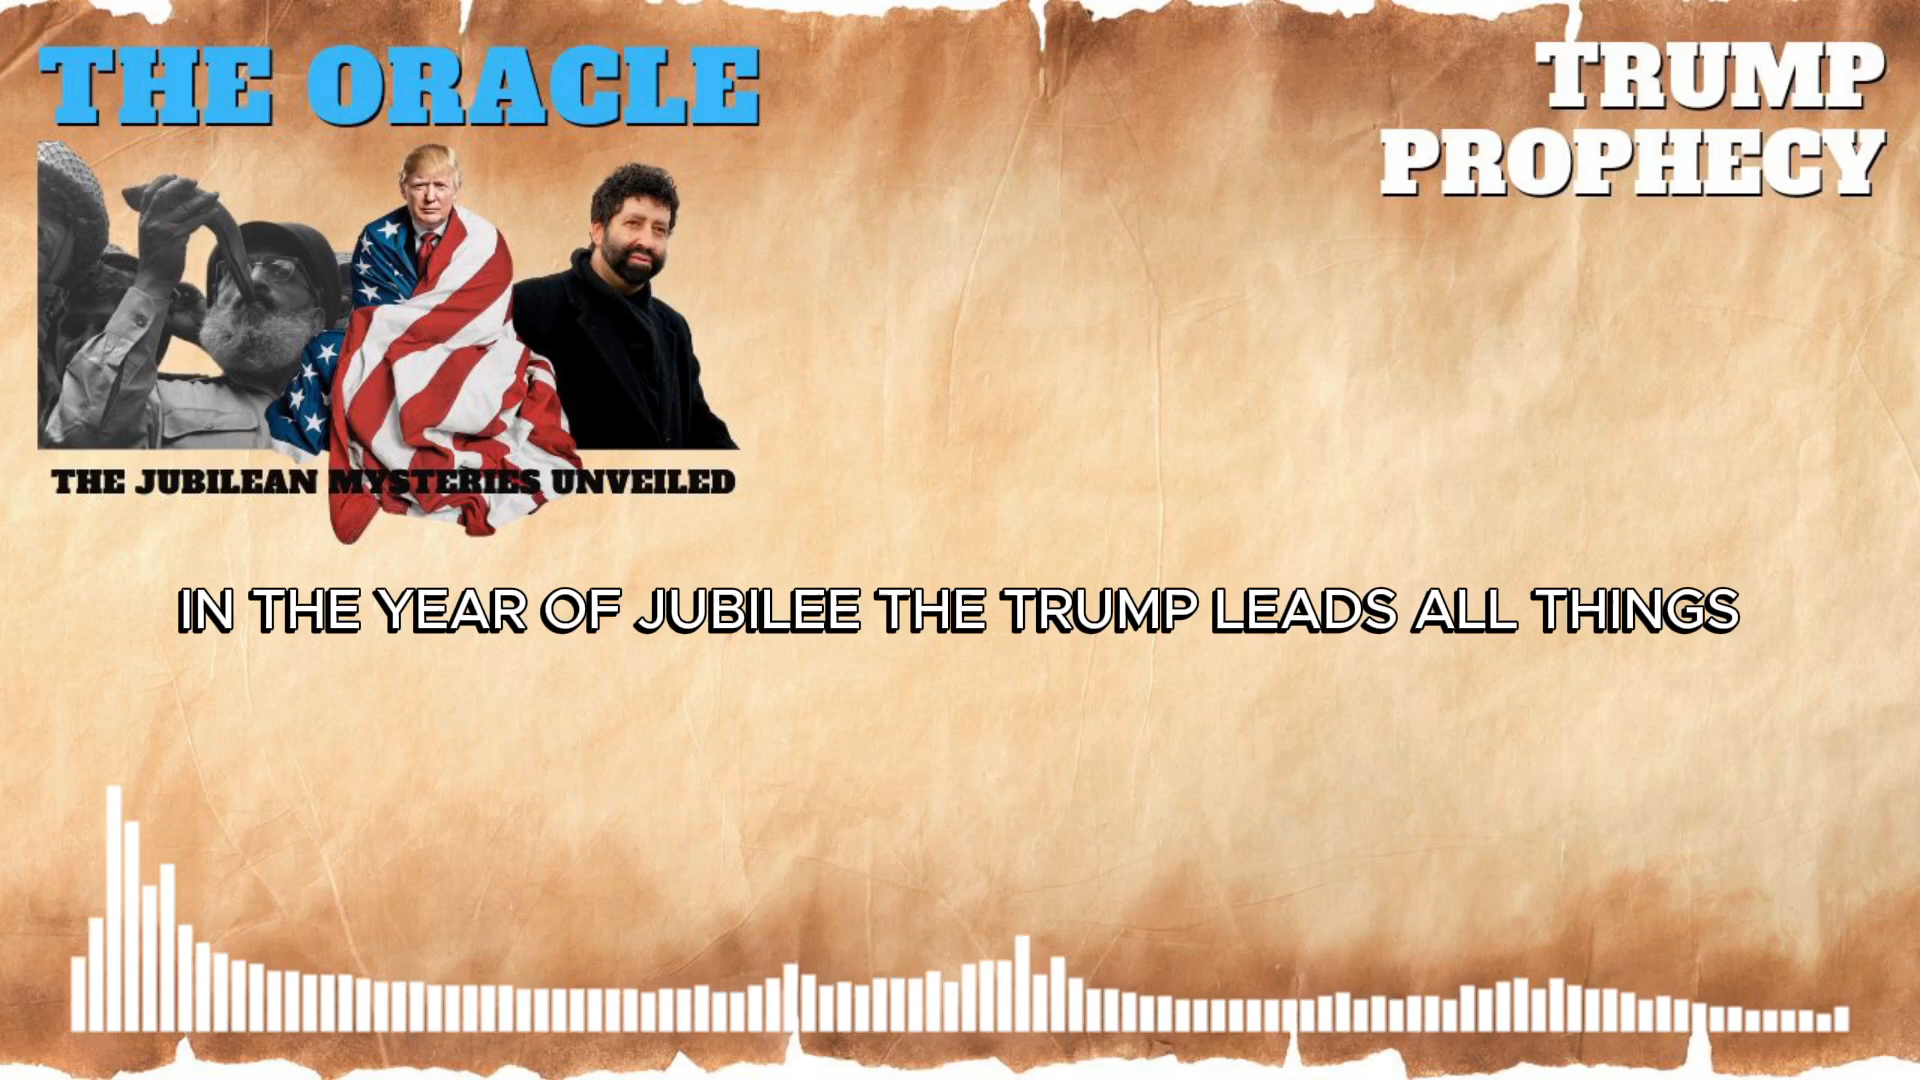 THE ORACLE
TRUMP
PROPHECY
THE JUBILEAN MYSTERIES UNVEILED
IN THE YEAR OF JUBILEE THE TRUMP LEADS ALL THINGS